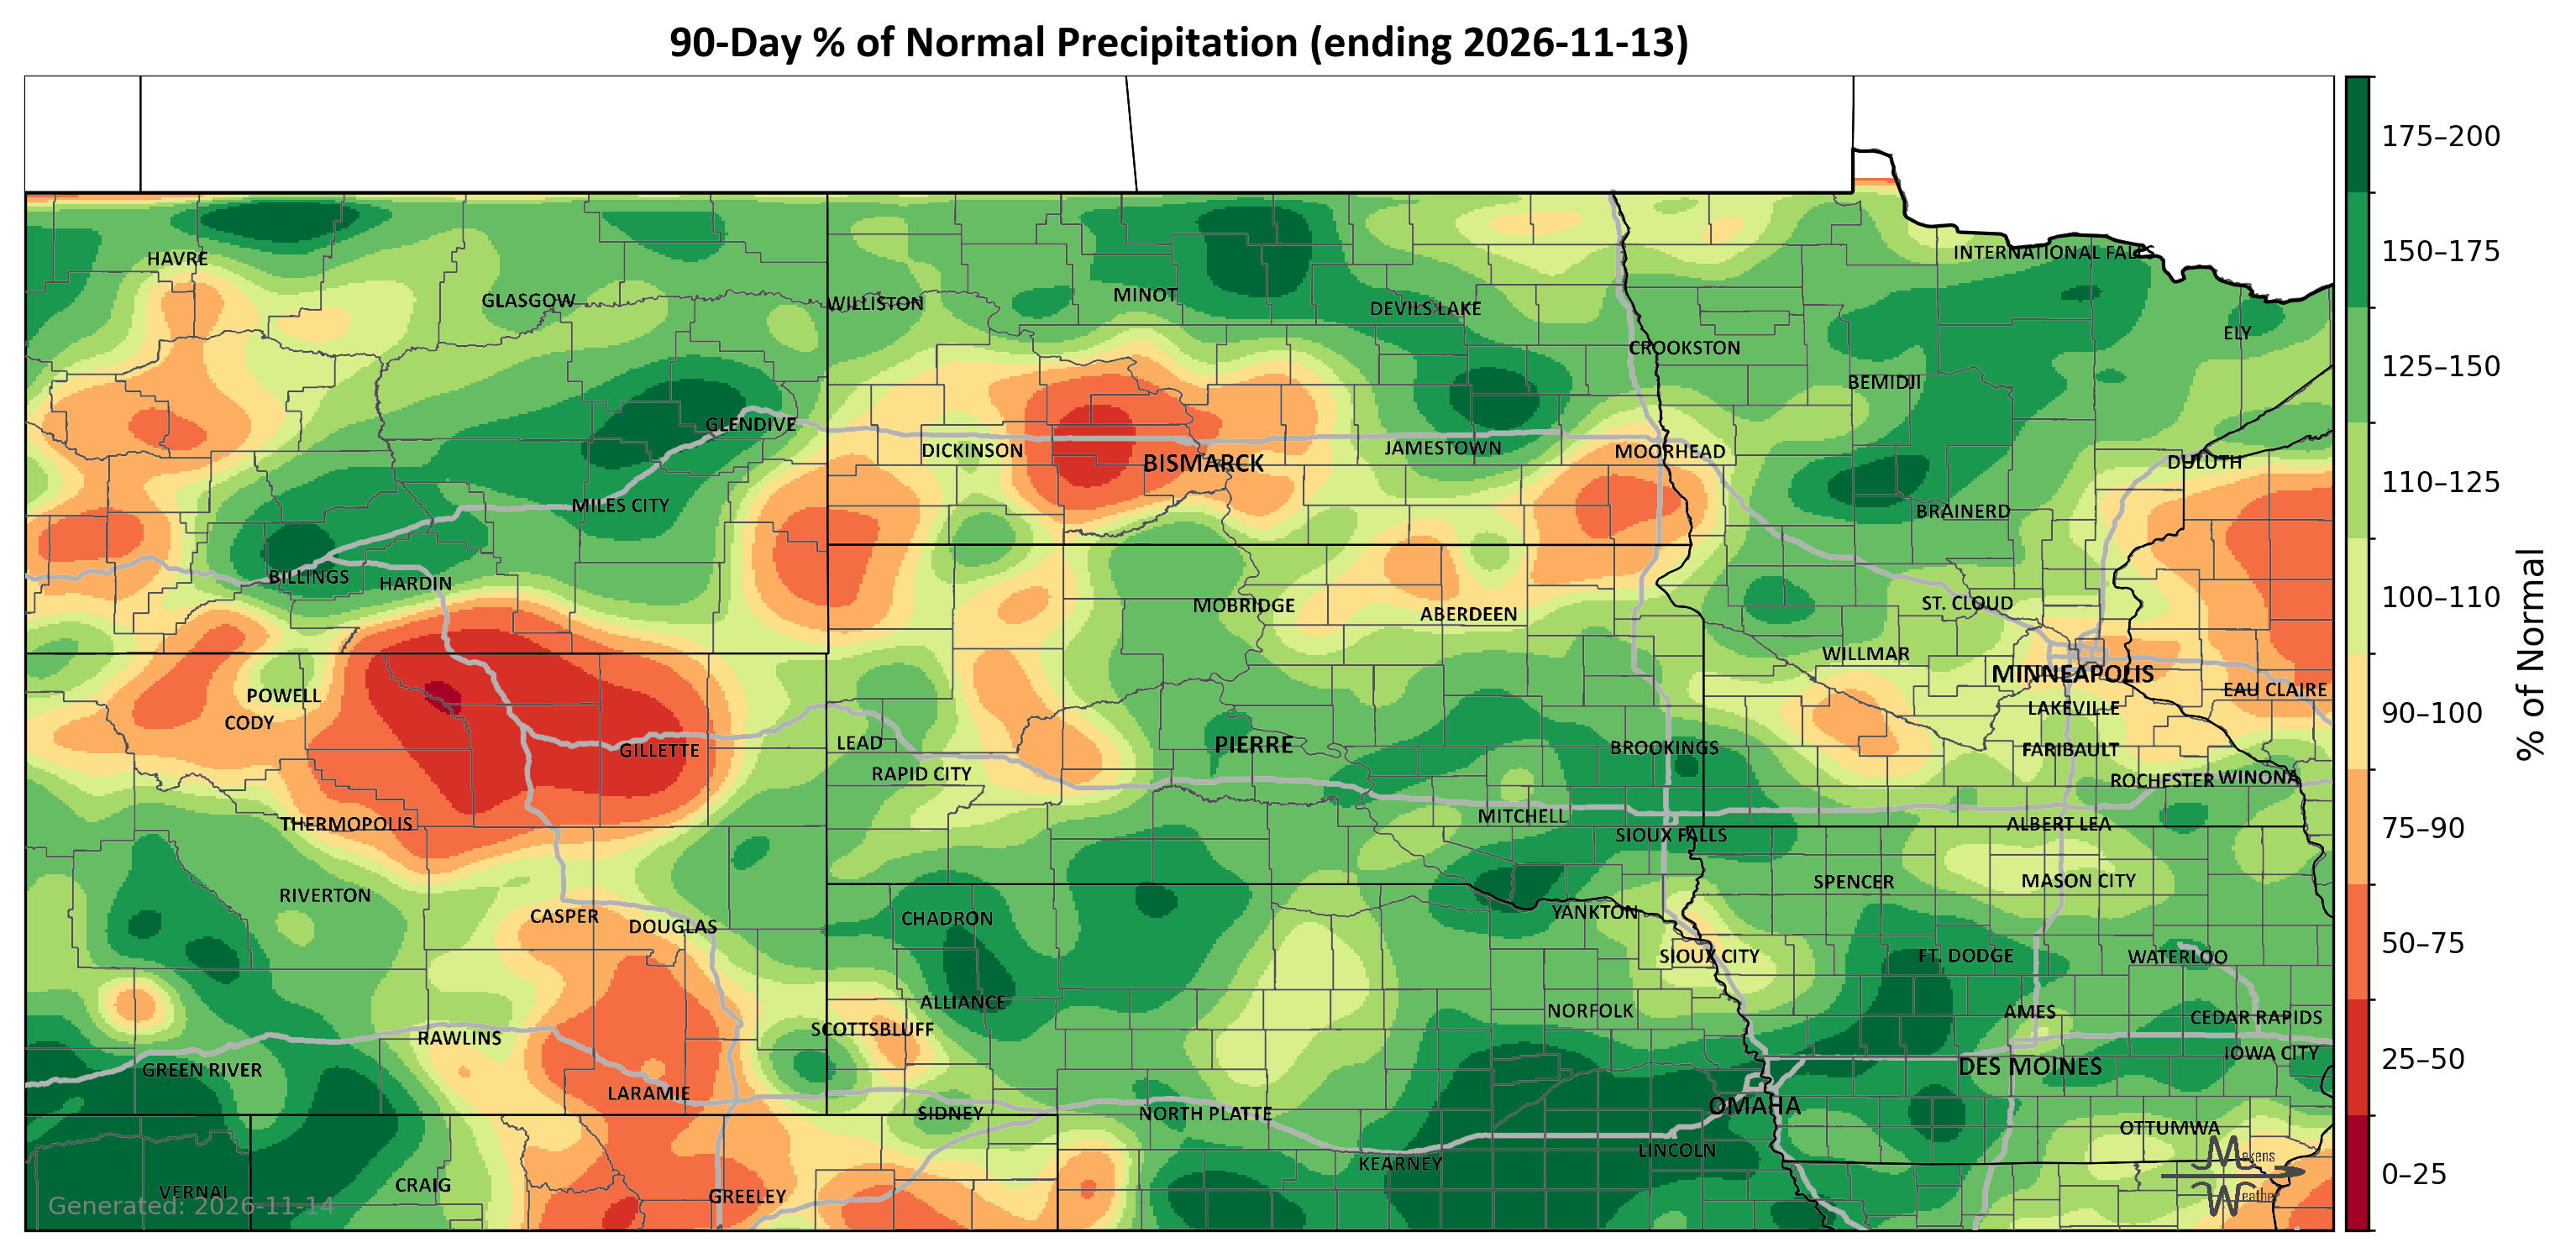 90-Day % of Normal Precipitation (ending 2026-11-13)
HAVRE
INTERNATIONAL FALLS
GLASGOW
WILLISTON
MINOT
DEVILS LAKE
ELY
CROOKSTON
BEMIDJI
GLENDIVE
DICKINSON
BISMARCK
JAMESTOWN
MOORHEAD
DULUTH
MILES CITY
BRAINERD
BILLINGS
HARDIN
MOBRIDGE
ABERDEEN
ST. CLOUD
WILLMAR
MINNEAPOLIS
POWELL
CODY
EAU CLAIRE
LAKEVILLE
GILLETTE
LEAD
PIERRE
BROOKINGS
FARIBAULT
RAPID CITY
ROCHESTER
WINONA
THERMOPOLIS
MITCHELL
SIOUX FALLS
ALBERT LEA
RIVERTON
SPENCER
MASON CITY
CASPER
DOUGLAS
CHADRON
YANKTON
SIOUX CITY
FT. DODGE
WATERLOO
ALLIANCE
NORFOLK
AMES
CEDAR RAPIDS
RAWLINS
SCOTTSBLUFF
IOWA CITY
GREEN RIVER
DES MOINES
LARAMIE
SIDNEY
NORTH PLATTE
OMAHA
OTTUMWA
KEARNEY
LINCOLN
VERNAL
CRAIG
GREELEY
Generated: 2026-11-14
Makens
Weather
175–200
150–175
125–150
110–125
100–110
90–100
75–90
50–75
25–50
0–25
% of Normal